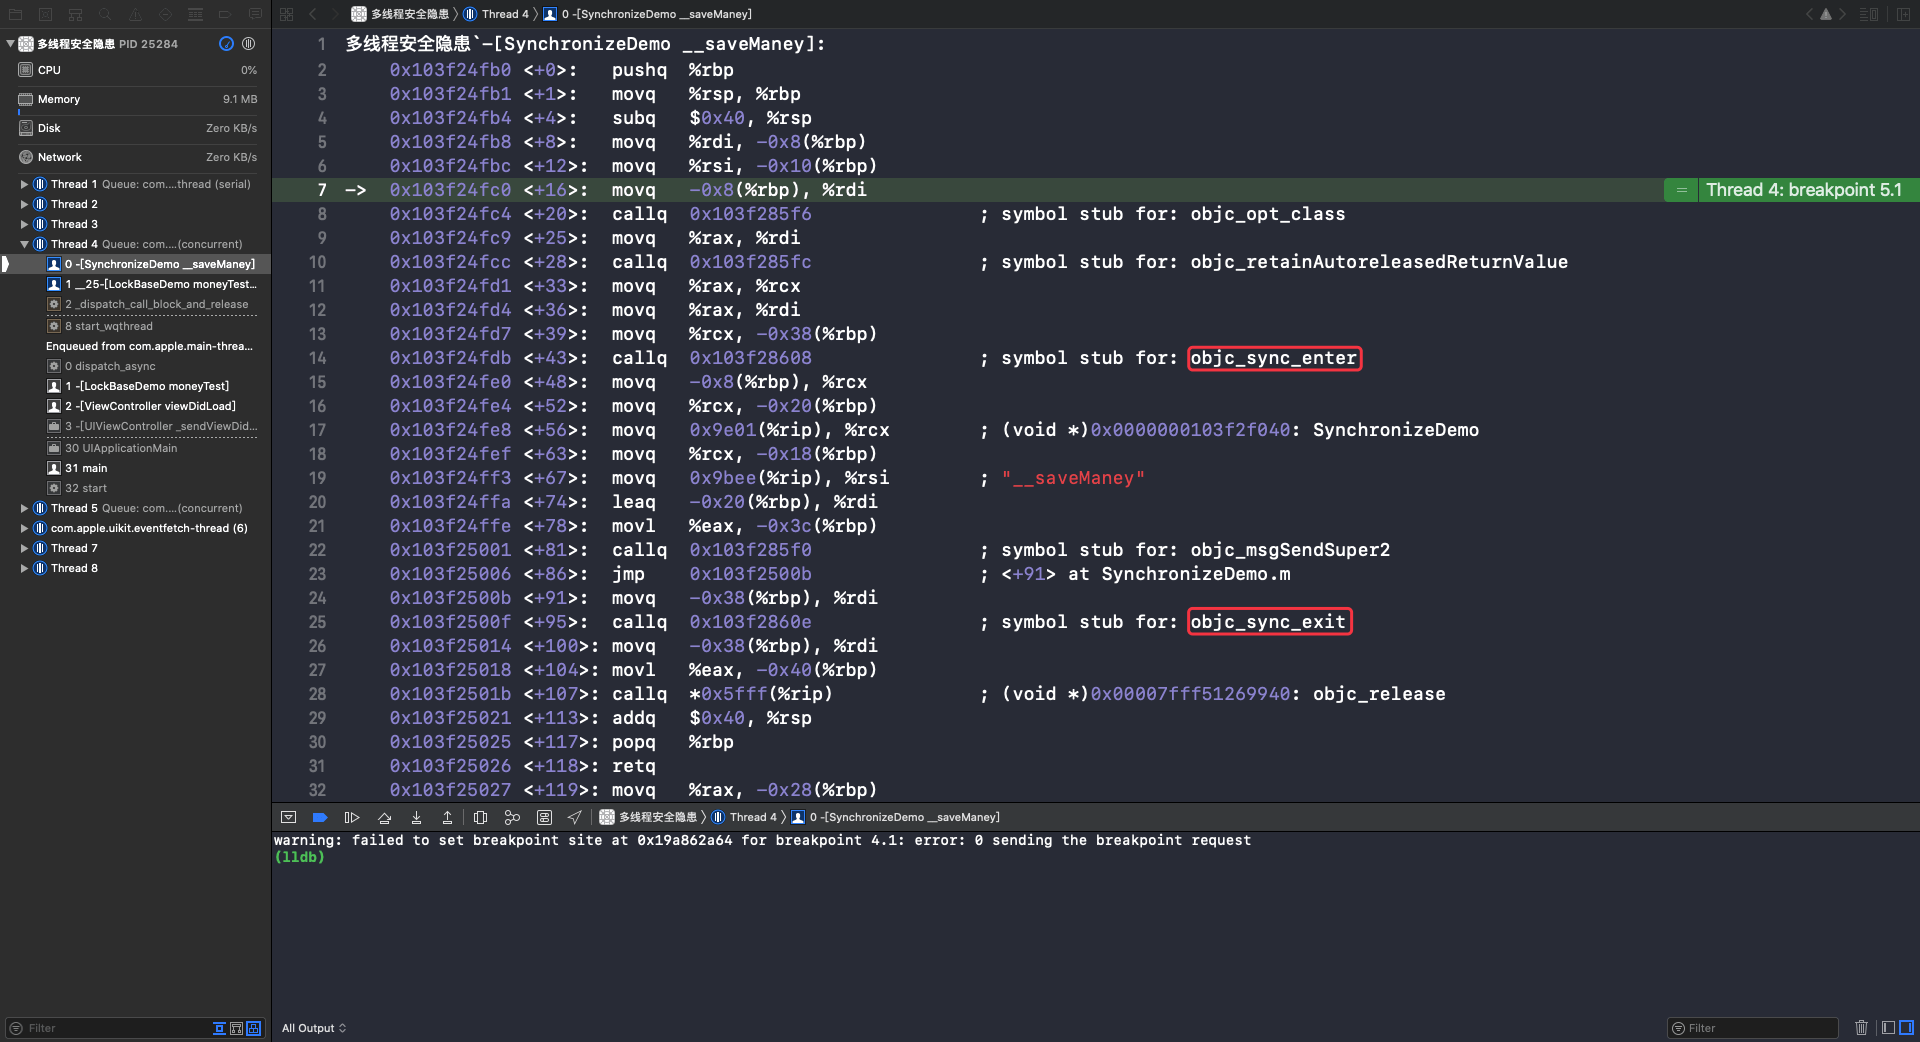 多线程安全隐患 〉 Thread 4 〉 0 -[SynchronizeDemo __saveManey]
多线程安全隐患 PID 25284
CPU 0%
Memory 9.1 MB
Disk Zero KB/s
Network Zero KB/s
Thread 1 Queue: com....thread (serial)
Thread 2
Thread 3
Thread 4 Queue: com....(concurrent)
0 -[SynchronizeDemo __saveManey]
1 __25-[LockBaseDemo moneyTest...
2 _dispatch_call_block_and_release
8 start_wqthread
Enqueued from com.apple.main-threa...
0 dispatch_async
1 -[LockBaseDemo moneyTest]
2 -[ViewController viewDidLoad]
3 -[UIViewController _sendViewDid...
30 UIApplicationMain
31 main
32 start
Thread 5 Queue: com....(concurrent)
com.apple.uikit.eventfetch-thread (6)
Thread 7
Thread 8
Filter
1 多线程安全隐患`-[SynchronizeDemo __saveManey]:
2 0x103f24fb0 <+0>: pushq %rbp
3 0x103f24fb1 <+1>: movq %rsp, %rbp
4 0x103f24fb4 <+4>: subq $0x40, %rsp
5 0x103f24fb8 <+8>: movq %rdi, -0x8(%rbp)
6 0x103f24fbc <+12>: movq %rsi, -0x10(%rbp)
7 -> 0x103f24fc0 <+16>: movq -0x8(%rbp), %rdi = Thread 4: breakpoint 5.1
8 0x103f24fc4 <+20>: callq 0x103f285f6 ; symbol stub for: objc_opt_class
9 0x103f24fc9 <+25>: movq %rax, %rdi
10 0x103f24fcc <+28>: callq 0x103f285fc ; symbol stub for: objc_retainAutoreleasedReturnValue
11 0x103f24fd1 <+33>: movq %rax, %rcx
12 0x103f24fd4 <+36>: movq %rax, %rdi
13 0x103f24fd7 <+39>: movq %rcx, -0x38(%rbp)
14 0x103f24fdb <+43>: callq 0x103f28608 ; symbol stub for: objc_sync_enter
15 0x103f24fe0 <+48>: movq -0x8(%rbp), %rcx
16 0x103f24fe4 <+52>: movq %rcx, -0x20(%rbp)
17 0x103f24fe8 <+56>: movq 0x9e01(%rip), %rcx ; (void *)0x0000000103f2f040: SynchronizeDemo
18 0x103f24fef <+63>: movq %rcx, -0x18(%rbp)
19 0x103f24ff3 <+67>: movq 0x9bee(%rip), %rsi ; "__saveManey"
20 0x103f24ffa <+74>: leaq -0x20(%rbp), %rdi
21 0x103f24ffe <+78>: movl %eax, -0x3c(%rbp)
22 0x103f25001 <+81>: callq 0x103f285f0 ; symbol stub for: objc_msgSendSuper2
23 0x103f25006 <+86>: jmp 0x103f2500b ; <+91> at SynchronizeDemo.m
24 0x103f2500b <+91>: movq -0x38(%rbp), %rdi
25 0x103f2500f <+95>: callq 0x103f2860e ; symbol stub for: objc_sync_exit
26 0x103f25014 <+100>: movq -0x38(%rbp), %rdi
27 0x103f25018 <+104>: movl %eax, -0x40(%rbp)
28 0x103f2501b <+107>: callq *0x5fff(%rip) ; (void *)0x00007fff51269940: objc_release
29 0x103f25021 <+113>: addq $0x40, %rsp
30 0x103f25025 <+117>: popq %rbp
31 0x103f25026 <+118>: retq
32 0x103f25027 <+119>: movq %rax, -0x28(%rbp)
多线程安全隐患 〉 Thread 4 〉 0 -[SynchronizeDemo __saveManey]
warning: failed to set breakpoint site at 0x19a862a64 for breakpoint 4.1: error: 0 sending the breakpoint request
(lldb)
All Output
Filter